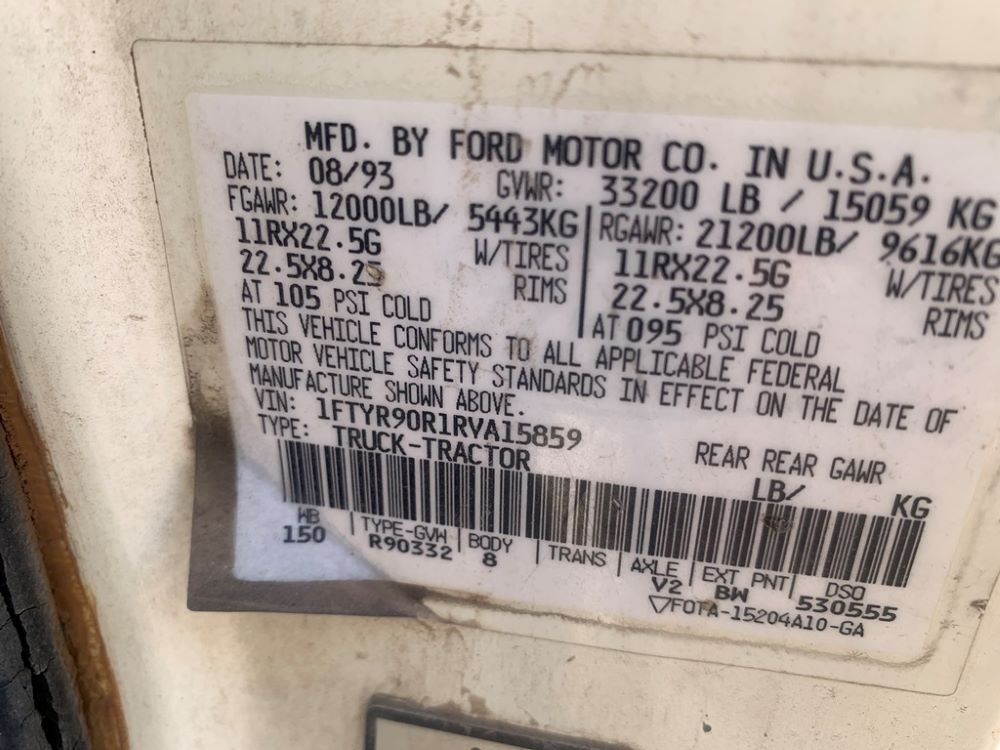 MFD. BY FORD MOTOR CO. IN U.S.A.
DATE: 08/93 GVWR: 33200 LB / 15059 KG
FGAWR: 12000LB/ 5443KG RGAWR: 21200LB/ 9616KG
11RX22.5G W/TIRES 11RX22.5G W/TIRES
22.5X8.25 RIMS 22.5X8.25 RIMS
AT 105 PSI COLD AT 095 PSI COLD
THIS VEHICLE CONFORMS TO ALL APPLICABLE FEDERAL
MOTOR VEHICLE SAFETY STANDARDS IN EFFECT ON THE DATE OF
MANUFACTURE SHOWN ABOVE.
VIN: 1FTYR90R1RVA15859 REAR REAR GAWR
TYPE: TRUCK-TRACTOR LB/ KG
WB TYPE-GVW BODY TRANS AXLE EXT PNT DSO
150 R90332 8 V2 BW 530555
F0TA-15204A10-GA